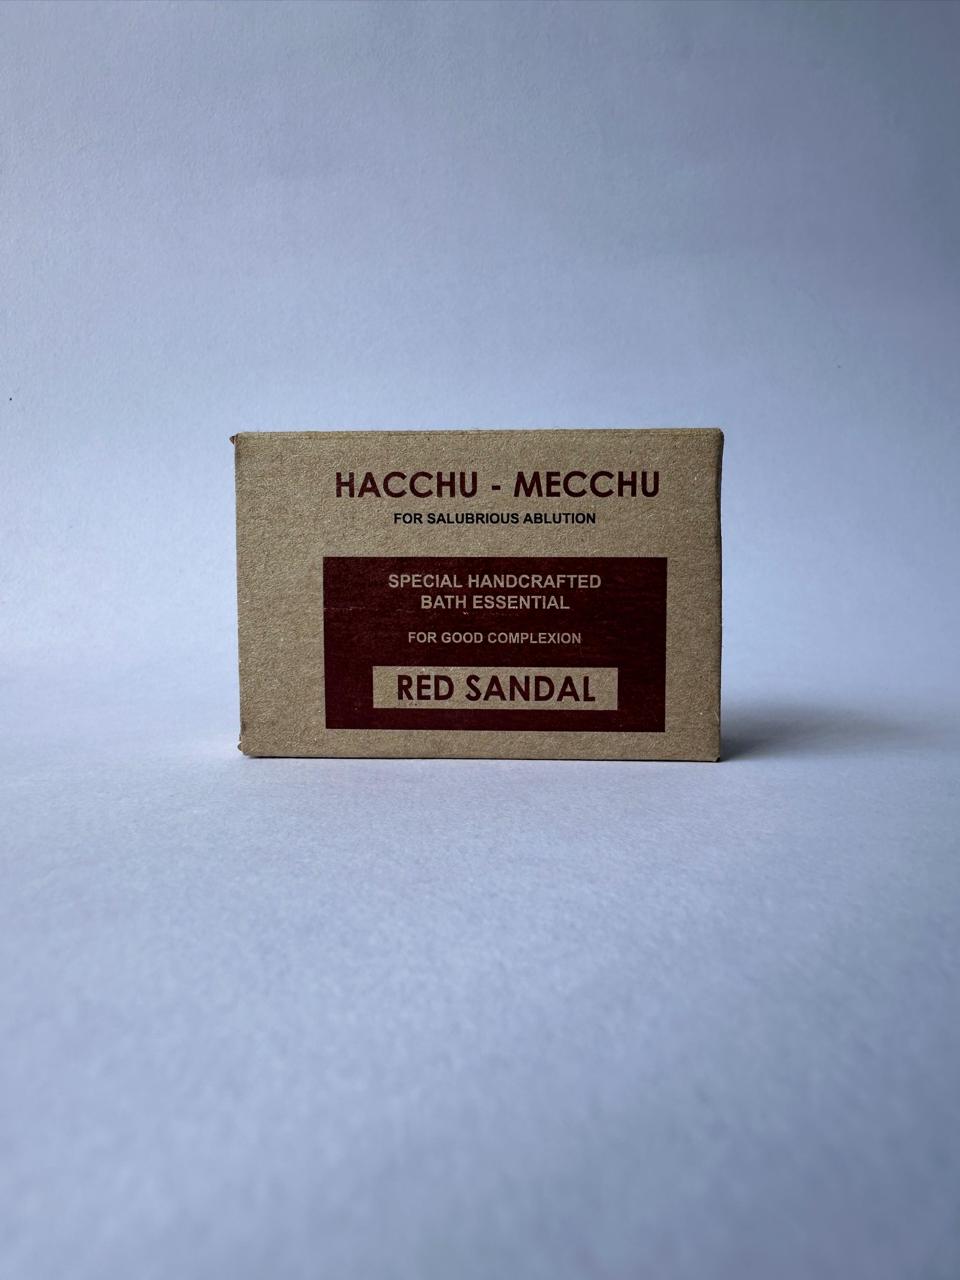 HACCHU - MECCHU
FOR SALUBRIOUS ABLUTION
SPECIAL HANDCRAFTED
BATH ESSENTIAL
FOR GOOD COMPLEXION
RED SANDAL